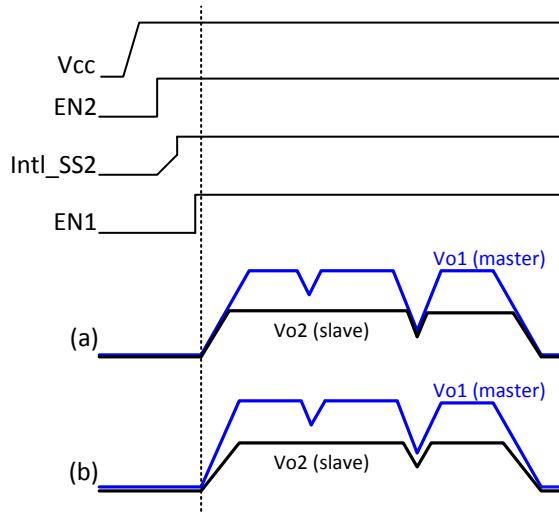 Vcc
EN2
Intl_SS2
EN1
Vo1 (master)
(a)
Vo2 (slave)
Vo1 (master)
(b)
Vo2 (slave)